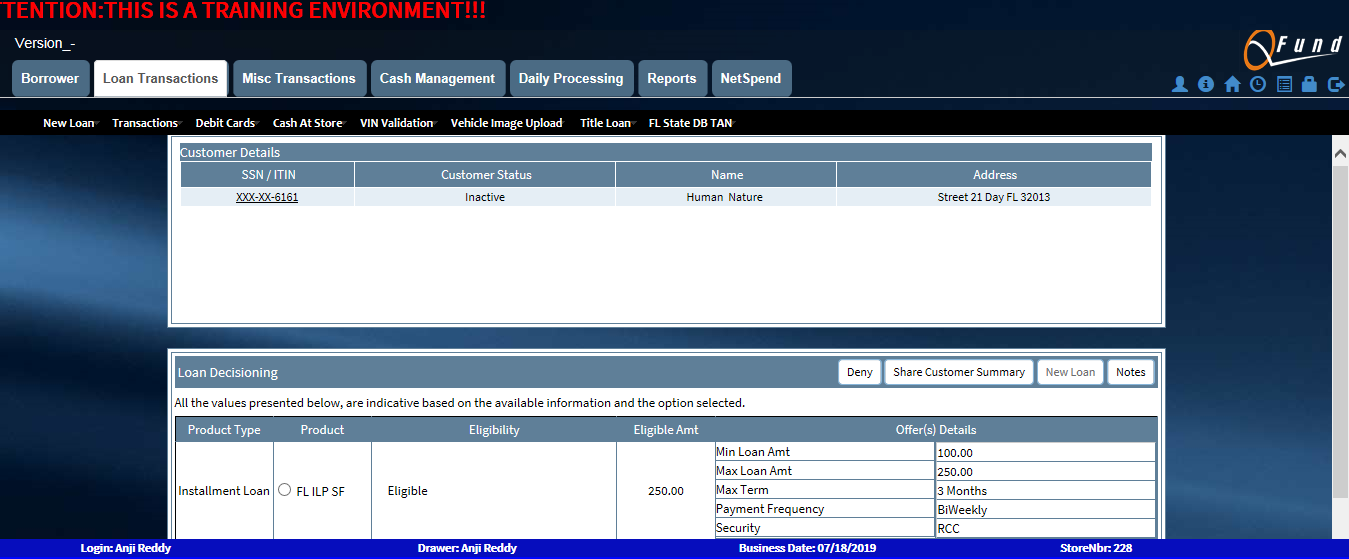 TENTION:THIS IS A TRAINING ENVIRONMENT!!!
Version_-
QFund
Borrower Loan Transactions Misc Transactions Cash Management Daily Processing Reports NetSpend
New Loan Transactions Debit Cards Cash At Store VIN Validation Vehicle Image Upload Title Loan FL State DB TAN
Customer Details
SSN / ITIN Customer Status Name Address
XXX-XX-6161 Inactive Human Nature Street 21 Day FL 32013
Loan Decisioning Deny Share Customer Summary New Loan Notes
All the values presented below, are indicative based on the available information and the option selected.
Product Type Product Eligibility Eligible Amt Offer(s) Details
Min Loan Amt 100.00
Max Loan Amt 250.00
Installment Loan FL ILP SF Eligible 250.00 Max Term 3 Months
Payment Frequency BiWeekly
Security RCC
Login: Anji Reddy Drawer: Anji Reddy Business Date: 07/18/2019 StoreNbr: 228